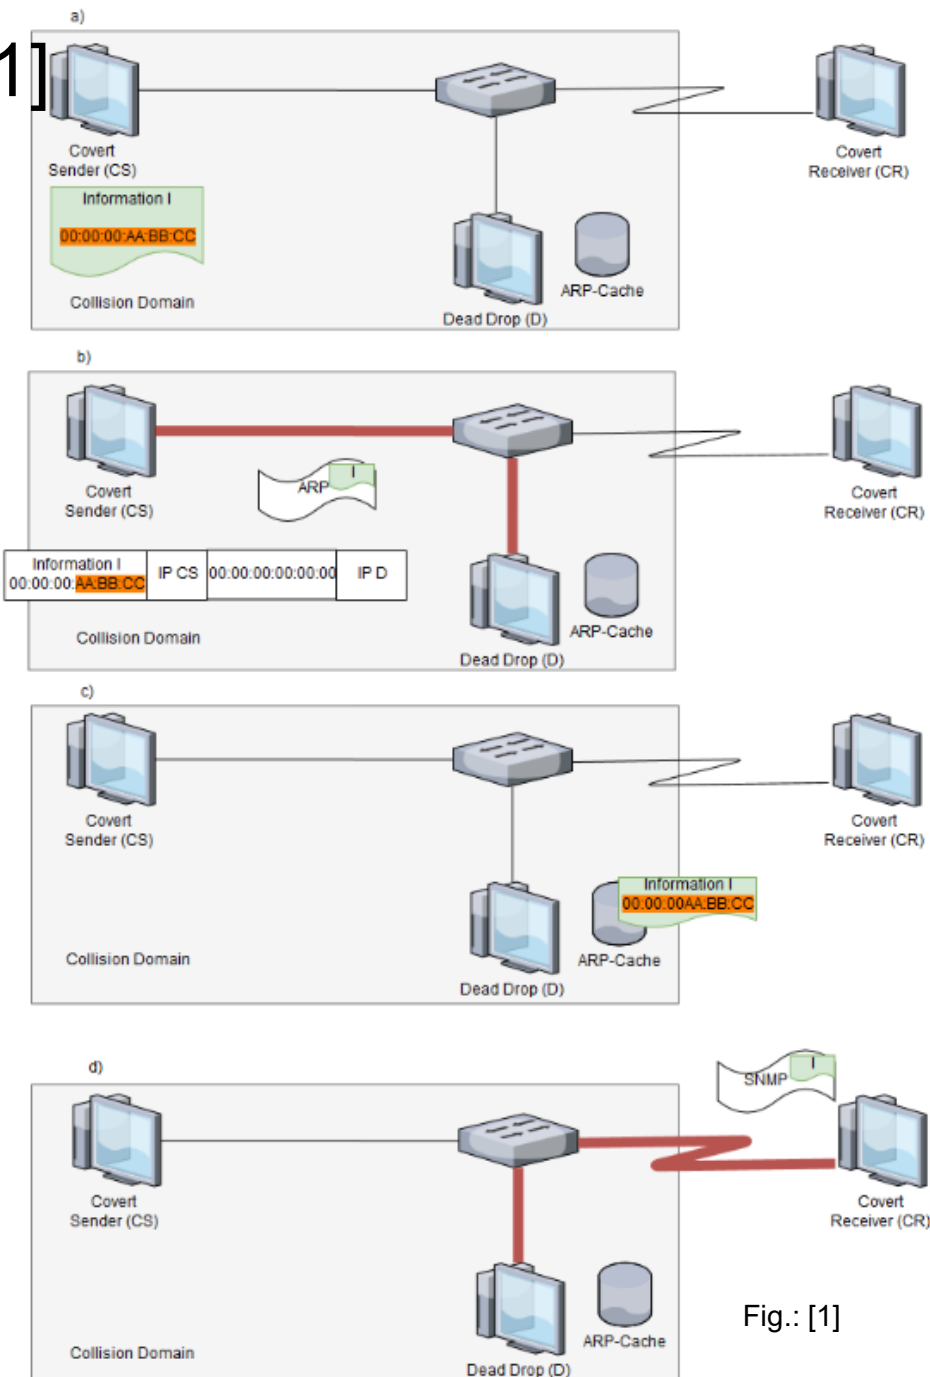 a)
1]
Covert
Sender (CS)
Covert
Receiver (CR)
Information I
00:00:00:AA:BB:CC
Collision Domain
ARP-Cache
Dead Drop (D)
b)
Covert
Sender (CS)
ARP
I
Covert
Receiver (CR)
Information I
00:00:00:AA:BB:CC
IP CS
00:00:00:00:00:00
IP D
Collision Domain
ARP-Cache
Dead Drop (D)
c)
Covert
Sender (CS)
Covert
Receiver (CR)
Information I
00:00:00AA:BB:CC
Collision Domain
ARP-Cache
Dead Drop (D)
d)
SNMP
I
Covert
Sender (CS)
Covert
Receiver (CR)
Fig.: [1]
ARP-Cache
Collision Domain
Dead Drop (D)